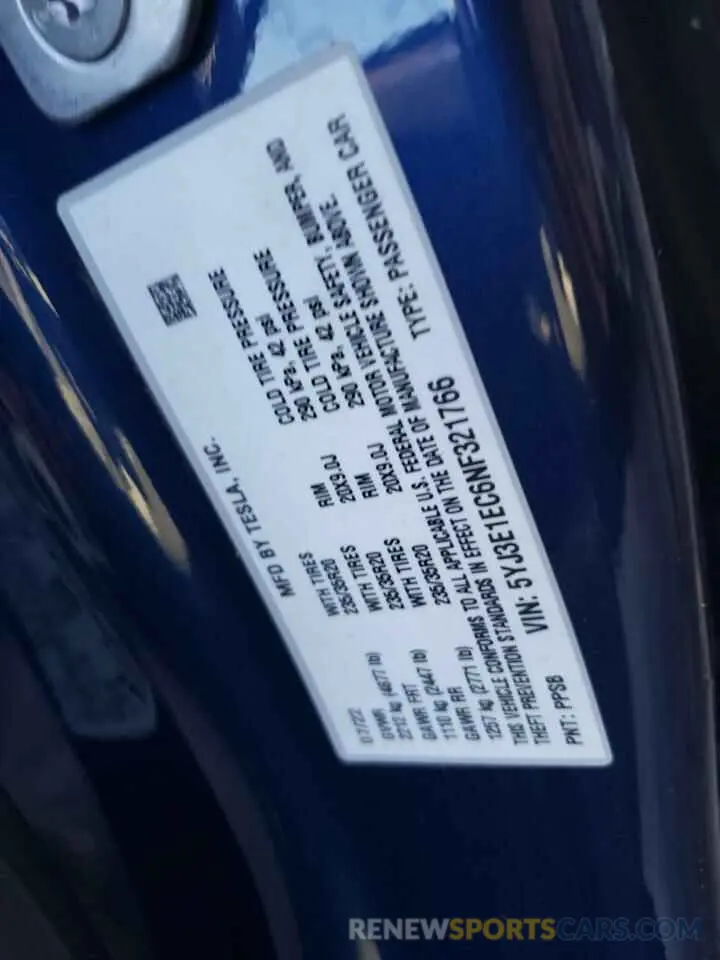 MFD BY TESLA, INC.
07/22
GVWR WITH TIRES RIM COLD TIRE PRESSURE
2212 kg (4877 lb) 235/35R20 20X9.0J 290 kPa, 42 psi
GAWR FRT WITH TIRES RIM COLD TIRE PRESSURE
1110 kg (2447 lb) 235/35R20 20X9.0J 290 kPa, 42 psi
GAWR RR WITH TIRES
1257 kg (2771 lb) 235/35R20
THIS VEHICLE CONFORMS TO ALL APPLICABLE U.S. FEDERAL MOTOR VEHICLE SAFETY, BUMPER, AND
THEFT PREVENTION STANDARDS IN EFFECT ON THE DATE OF MANUFACTURE SHOWN ABOVE.
VIN: 5YJ3E1EC6NF321766 TYPE: PASSENGER CAR
PNT: PPSB
RENEWSPORTSCARS.COM